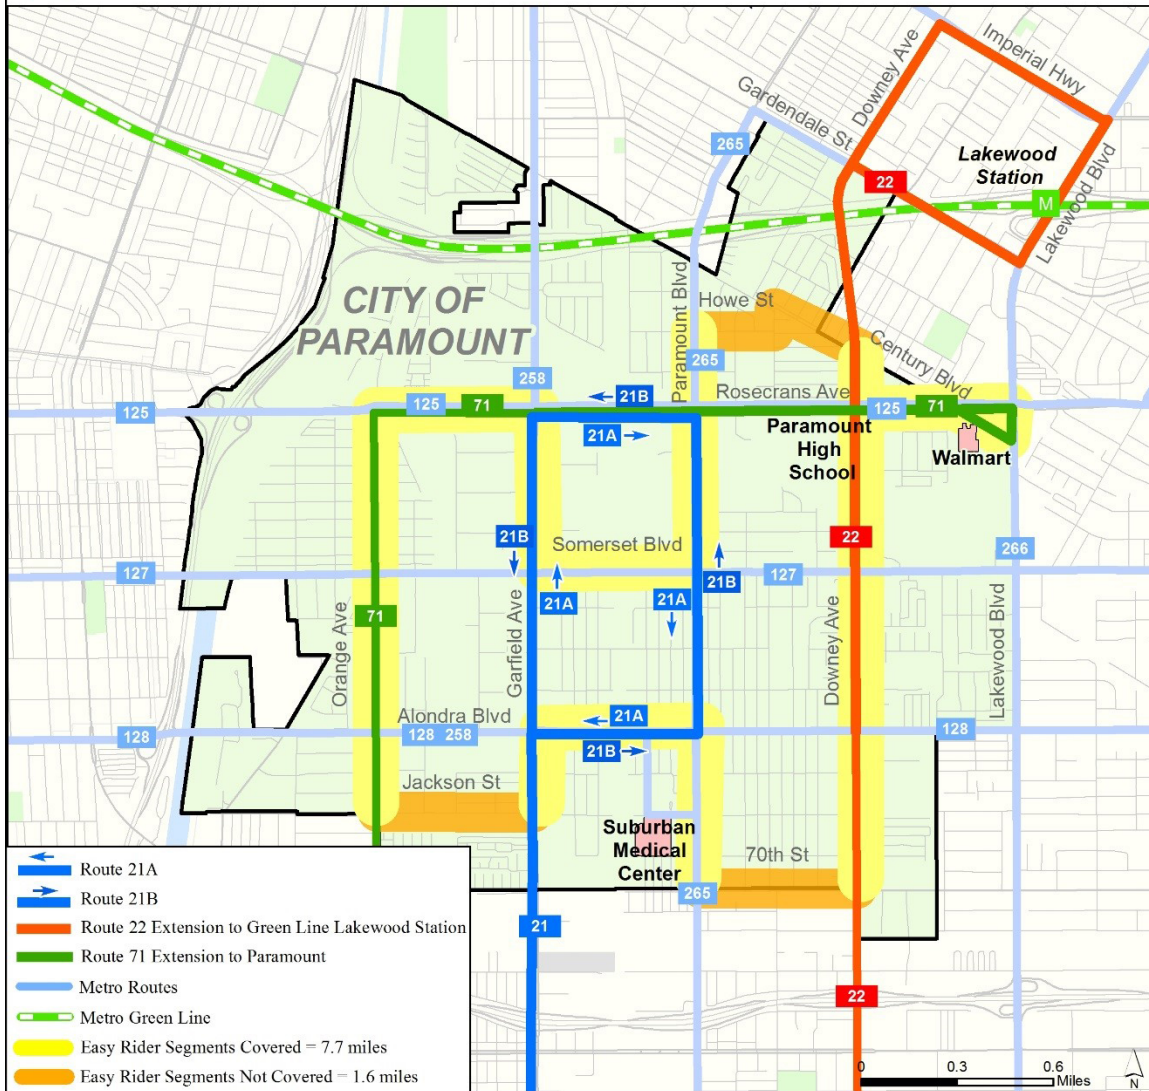 Imperial Hwy
Downey Ave
Gardendale St
265
Lakewood
Station
22
M
Lakewood Blvd
CITY OF
PARAMOUNT
Paramount Blvd
Howe St
265
Century Blvd
258
125
125
71
21B
Rosecrans Ave
125
71
125
21A
Paramount
High
School
Walmart
21B
Somerset Blvd
22
266
127
21A
21A
21B
127
127
71
Orange Ave
Garfield Ave
Downey Ave
Lakewood Blvd
Alondra Blvd
21A
128
128
258
21B
128
Jackson St
Suburban
Medical
Center
70th St
265
21
22
Route 21A
Route 21B
Route 22 Extension to Green Line Lakewood Station
Route 71 Extension to Paramount
Metro Routes
Metro Green Line
Easy Rider Segments Covered = 7.7 miles
Easy Rider Segments Not Covered = 1.6 miles
0 0.3 0.6
Miles
N